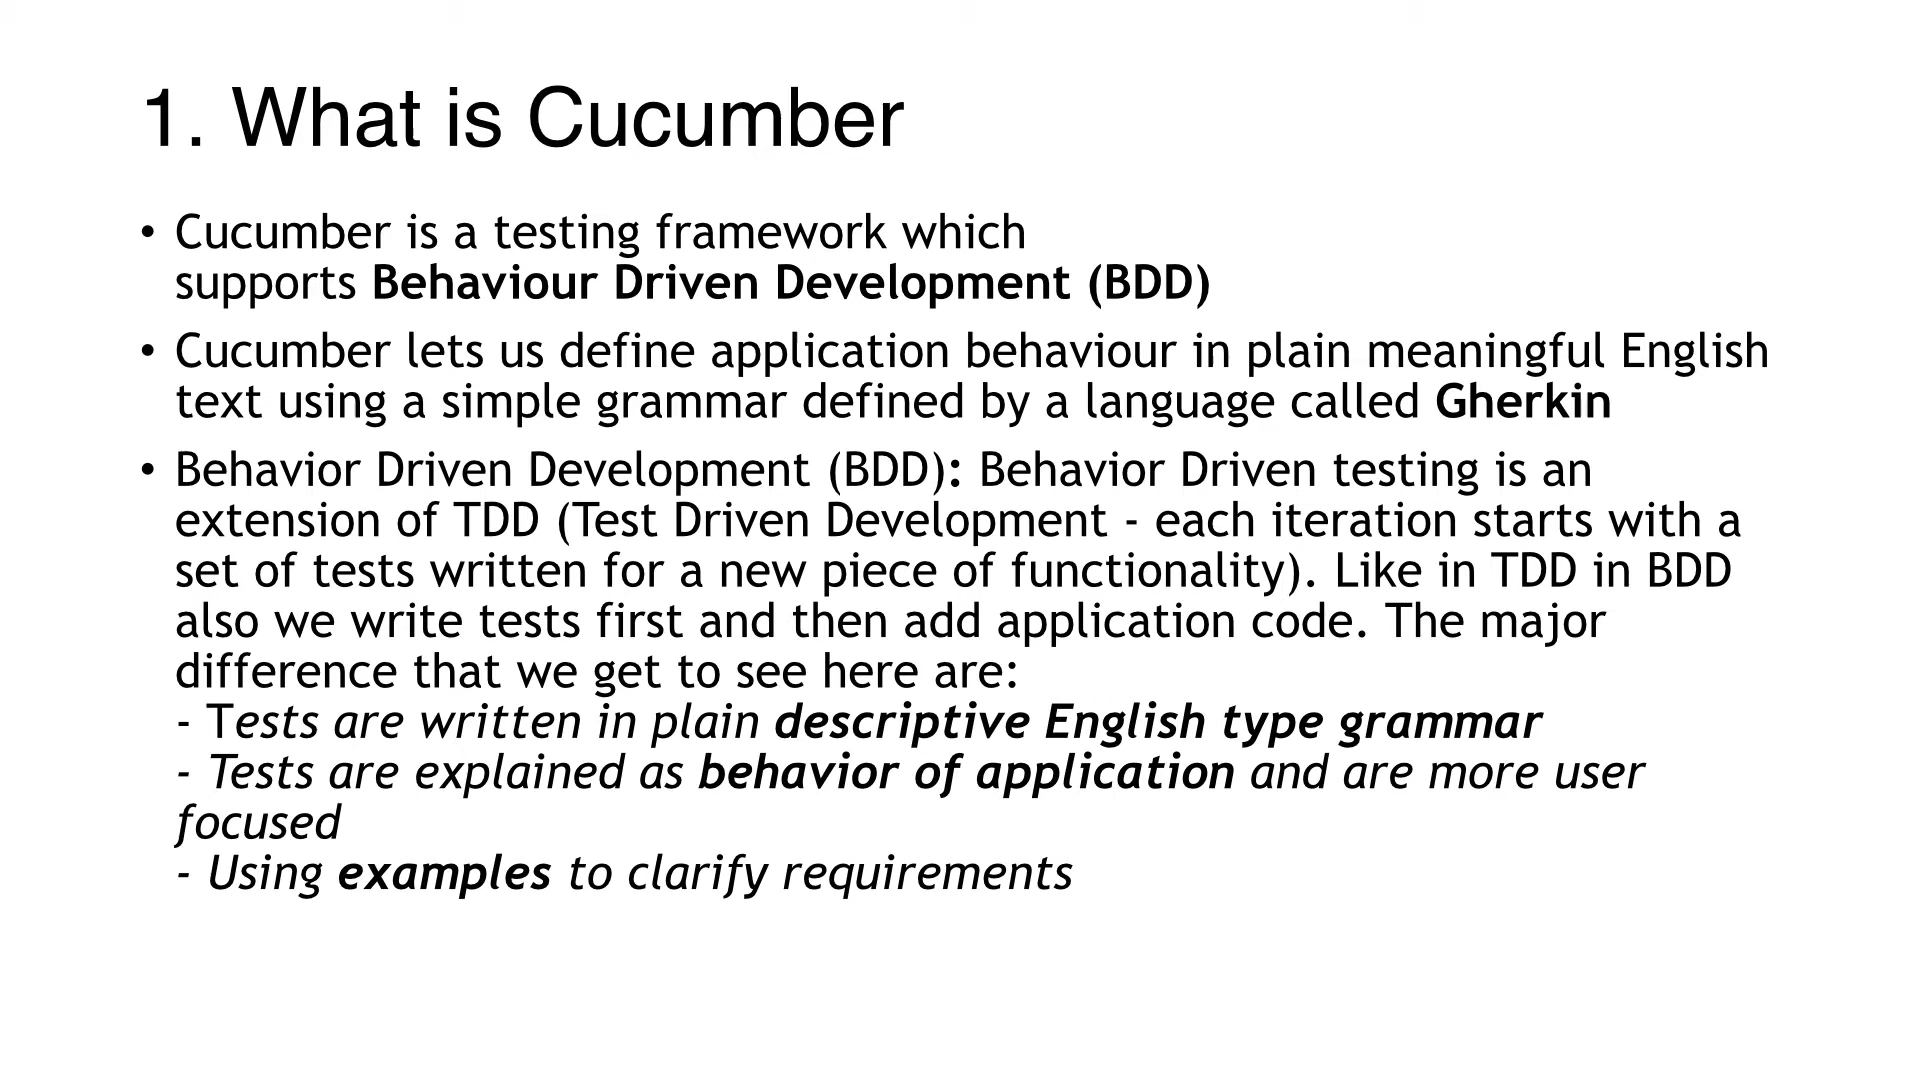 1. What is Cucumber
• Cucumber is a testing framework which
supports Behaviour Driven Development (BDD)
• Cucumber lets us define application behaviour in plain meaningful English
text using a simple grammar defined by a language called Gherkin
• Behavior Driven Development (BDD): Behavior Driven testing is an
extension of TDD (Test Driven Development - each iteration starts with a
set of tests written for a new piece of functionality). Like in TDD in BDD
also we write tests first and then add application code. The major
difference that we get to see here are:
- Tests are written in plain descriptive English type grammar
- Tests are explained as behavior of application and are more user
focused
- Using examples to clarify requirements